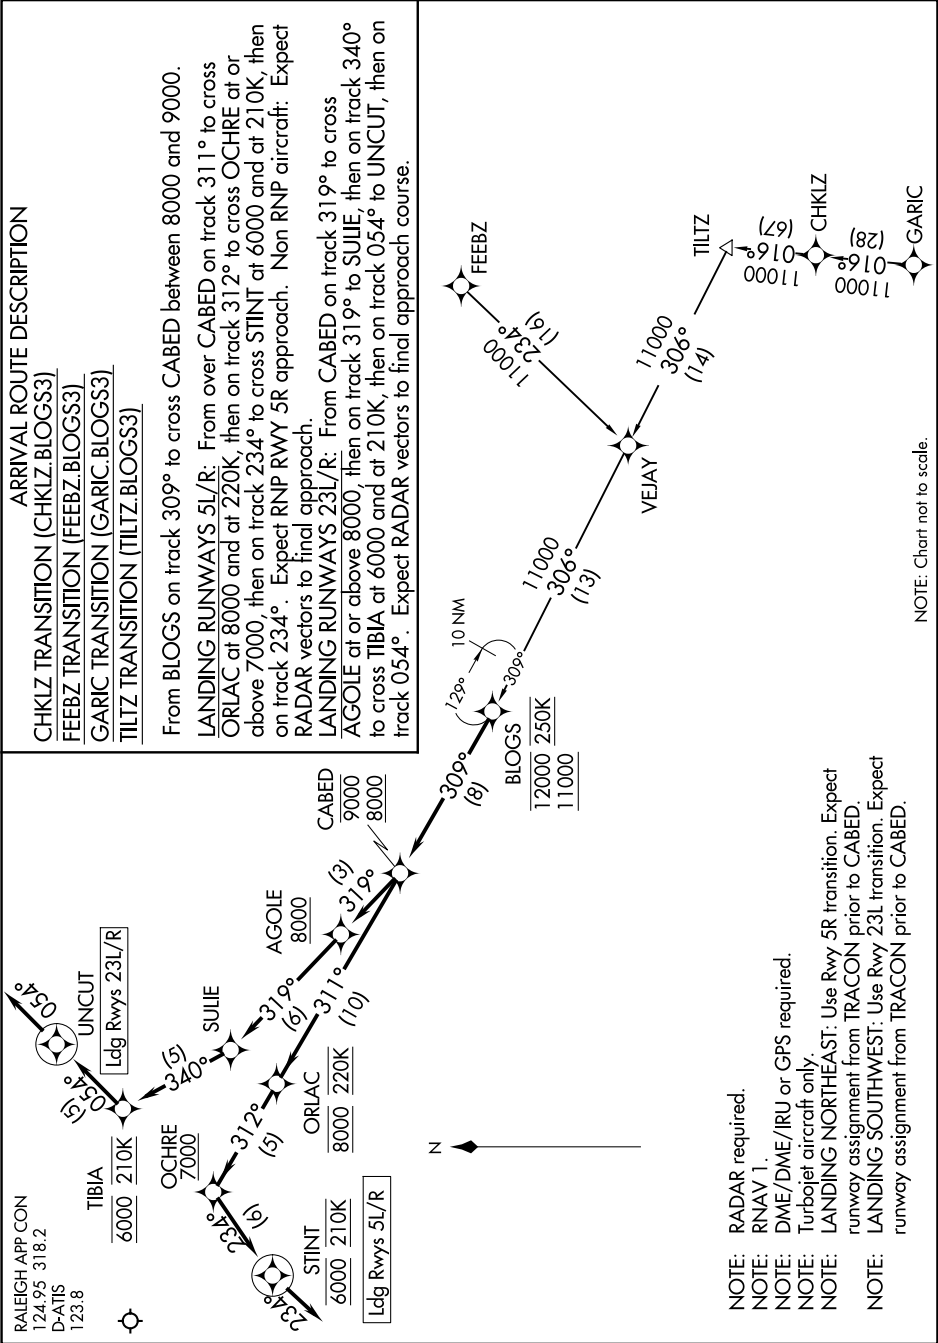 RALEIGH APP CON
124.95 318.2
D-ATIS
123.8
ARRIVAL ROUTE DESCRIPTION
CHKLZ TRANSITION (CHKLZ.BLOGS3)
FEEBZ TRANSITION (FEEBZ.BLOGS3)
GARIC TRANSITION (GARIC.BLOGS3)
TILTZ TRANSITION (TILTZ.BLOGS3)
From BLOGS on track 309° to cross CABED between 8000 and 9000.
LANDING RUNWAYS 5L/R: From over CABED on track 311° to cross
ORLAC at 8000 and at 220K, then on track 312° to cross OCHRE at or
above 7000, then on track 234° to cross STINT at 6000 and at 210K, then
on track 234°. Expect RNP RWY 5R approach. Non RNP aircraft: Expect
RADAR vectors to final approach.
LANDING RUNWAYS 23L/R: From CABED on track 319° to cross
AGOLE at or above 8000, then on track 319° to SULIE, then on track 340°
to cross TIBIA at 6000 and at 210K, then on track 054° to UNCUT, then on
track 054°. Expect RADAR vectors to final approach course.
054°
UNCUT
Ldg Rwys 23L/R
054°
(5)
TIBIA
6000 210K
340°
(5)
SULIE
319°
(6)
AGOLE
8000
319°
(3)
CABED
9000
8000
OCHRE
7000
312°
(5)
ORLAC
8000 220K
311°
(10)
234°
(6)
STINT
6000 210K
Ldg Rwys 5L/R
234°
309°
(8)
BLOGS
12000 250K
11000
129°
10 NM
309°
11000
306°
(13)
VEJAY
11000
234°
(16)
FEEBZ
11000
306°
(14)
TILTZ
11000
016°
(67)
CHKLZ
11000
016°
(28)
GARIC
N
NOTE: RADAR required.
NOTE: RNAV 1.
NOTE: DME/DME/IRU or GPS required.
NOTE: Turbojet aircraft only.
NOTE: LANDING NORTHEAST: Use Rwy 5R transition. Expect
runway assignment from TRACON prior to CABED.
NOTE: LANDING SOUTHWEST: Use Rwy 23L transition. Expect
runway assignment from TRACON prior to CABED.
NOTE: Chart not to scale.